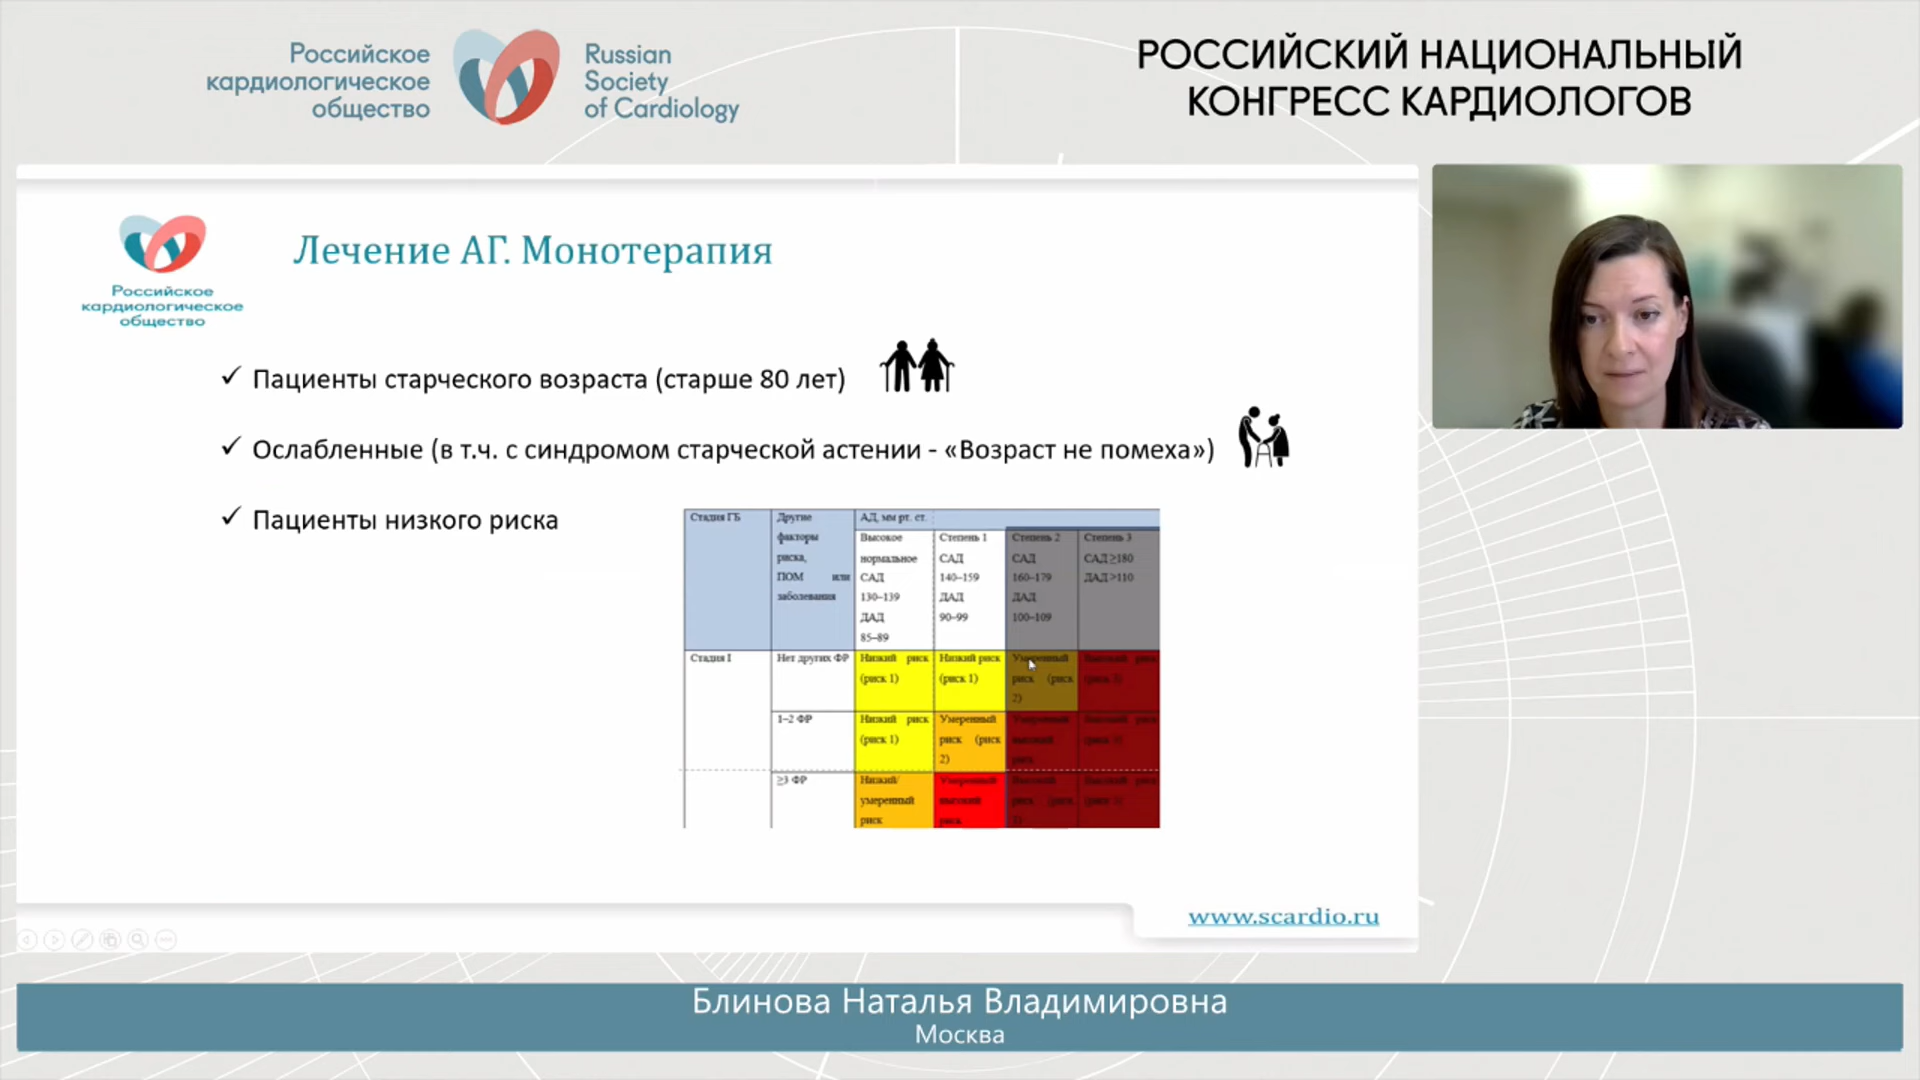 Российское
кардиологическое
общество
Russian
Society
of Cardiology
РОССИЙСКИЙ НАЦИОНАЛЬНЫЙ
КОНГРЕСС КАРДИОЛОГОВ
Российское
кардиологическое
общество
Лечение АГ. Монотерапия
✓ Пациенты старческого возраста (старше 80 лет)
✓ Ослабленные (в т.ч. с синдромом старческой астении - «Возраст не помеха»)
✓ Пациенты низкого риска
Стадия ГБ
Другие
факторы
риска,
ПОМ или
заболевания
АД, мм рт. ст.
Высокое
нормальное
САД
130–139
ДАД
85–89
Степень 1
САД
140–159
ДАД
90–99
Степень 2
САД
160–179
ДАД
100–109
Степень 3
САД ≥180
ДАД >110
Стадия I
Нет других ФР
Низкий риск
(риск 1)
Низкий риск
(риск 1)
Умеренный
риск (риск
2)
Высокий риск
(риск 3)
1–2 ФР
Низкий риск
(риск 1)
Умеренный
риск (риск
2)
высокий
риск
Высокий риск
(риск 3)
≥3 ФР
Низкий/
умеренный
риск
Умеренный
высокий
риск
Высокий
риск (риск
Высокий риск
(риск 3)
www.scardio.ru
Блинова Наталья Владимировна
Москва